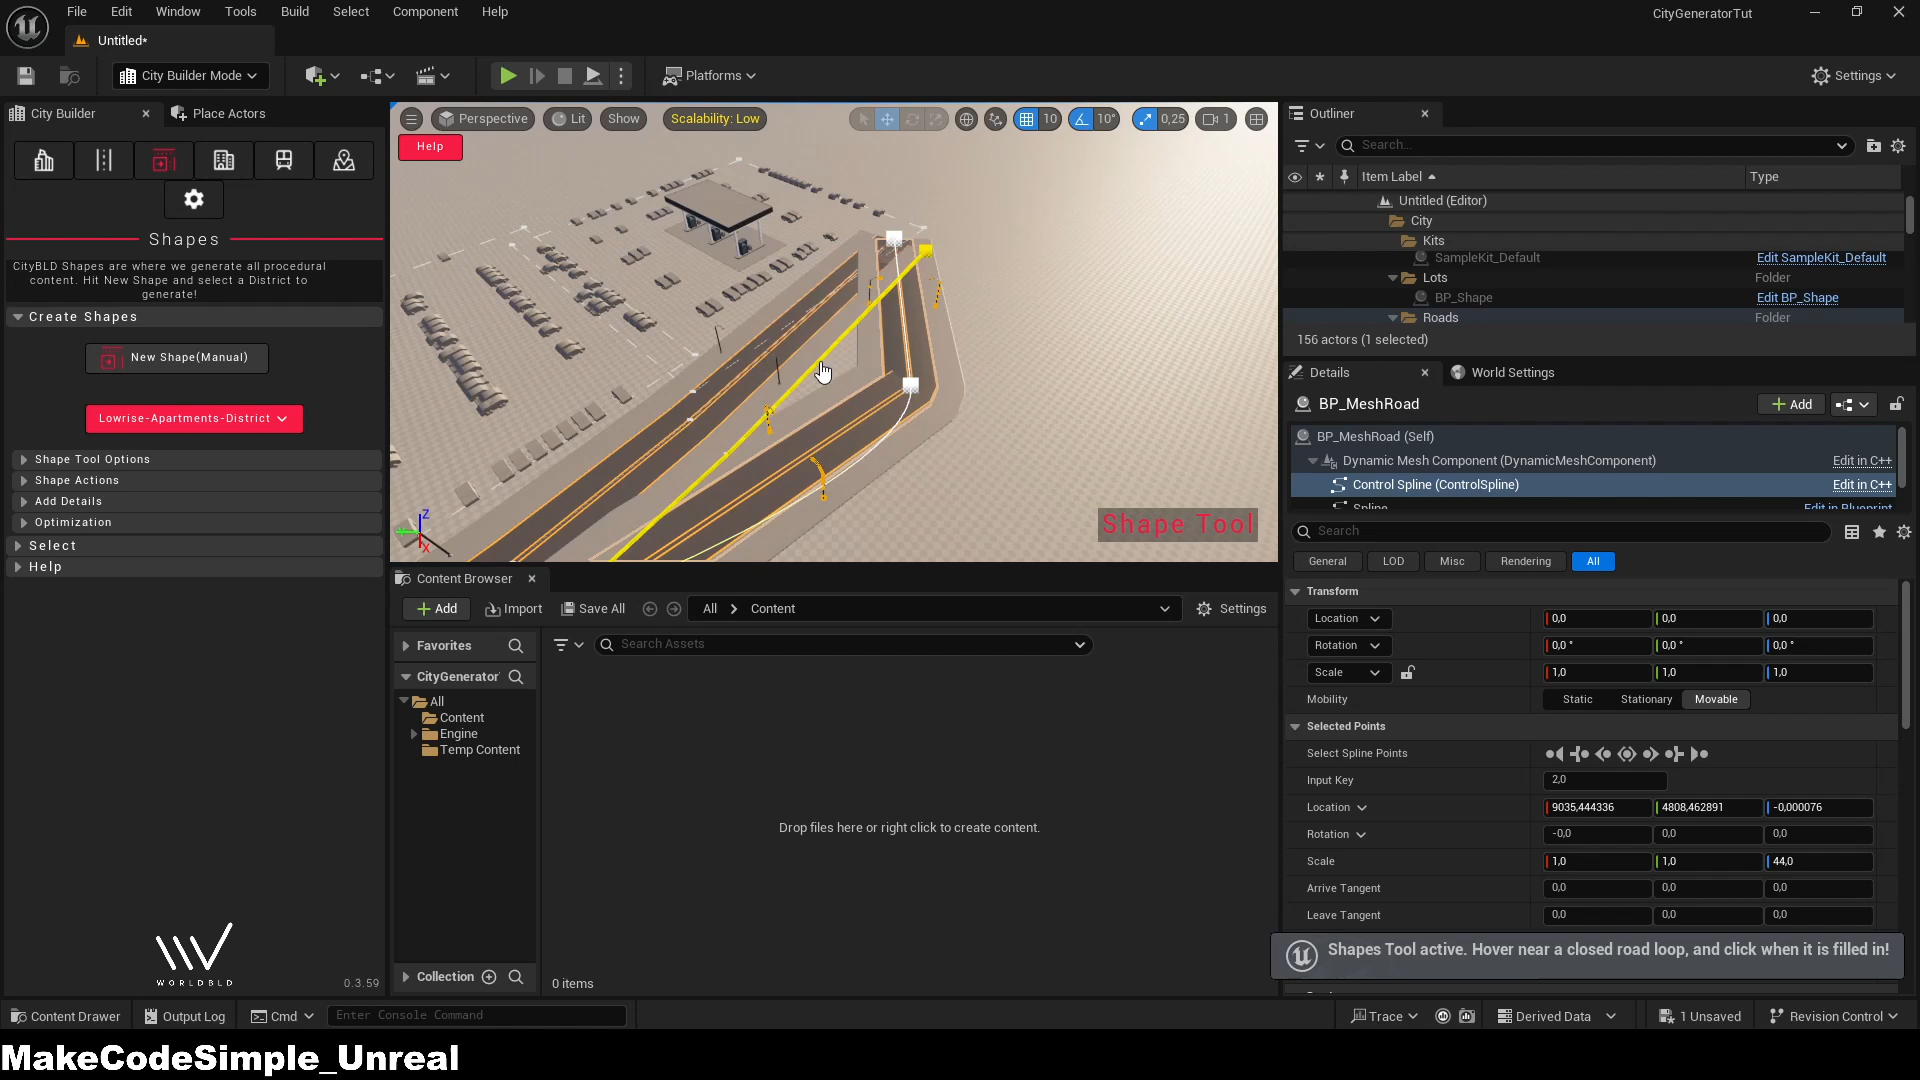 File Edit Window Tools Build Select Component Help
CityGeneratorTut
Untitled*
City Builder Mode
Platforms
Settings
City Builder
Place Actors
Perspective Lit Show Scalability: Low 10 10° 0,25 1
Help
Shapes
CityBLD Shapes are where we generate all procedural
content. Hit New Shape and select a District to
generate!
Create Shapes
New Shape(Manual)
Lowrise-Apartments-District
Shape Tool Options
Shape Actions
Add Details
Optimization
Select
Help
WORLDBLD
0.3.59
Z
X
Shape Tool
Outliner
Search...
Item Label Type
Untitled (Editor)
City
Kits
SampleKit_Default Edit SampleKit_Default
Lots Folder
BP_Shape Edit BP_Shape
Roads Folder
156 actors (1 selected)
Details
World Settings
BP_MeshRoad
Add
BP_MeshRoad (Self)
Dynamic Mesh Component (DynamicMeshComponent) Edit in C++
Control Spline (ControlSpline) Edit in C++
Spline Edit in Blueprint
Search
General LOD Misc Rendering All
Transform
Location 0,0 0,0 0,0
Rotation 0,0 ° 0,0 ° 0,0 °
Scale 1,0 1,0 1,0
Mobility Static Stationary Movable
Selected Points
Select Spline Points
Input Key 2,0
Location 9035,444336 4808,462891 -0,000076
Rotation -0,0 0,0 0,0
Scale 1,0 1,0 44,0
Arrive Tangent 0,0 0,0 0,0
Leave Tangent 0,0 0,0 0,0
Shapes Tool active. Hover near a closed road loop, and click when it is filled in!
Content Browser
Add Import Save All All Content Settings
Favorites
Search Assets
CityGenerator
All
Content
Engine
Temp Content
Drop files here or right click to create content.
Collection
0 items
Content Drawer Output Log Cmd Enter Console Command Trace Derived Data 1 Unsaved Revision Control
MakeCodeSimple_Unreal